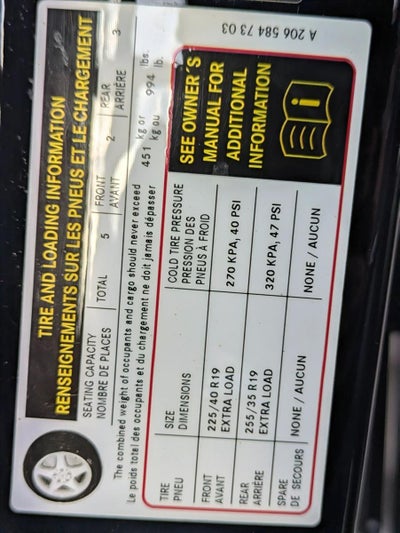 TIRE AND LOADING INFORMATION
RENSEIGNEMENTS SUR LES PNEUS ET LE CHARGEMENT
SEATING CAPACITY
NOMBRE DE PLACES
TOTAL 5
FRONT
AVANT
2
REAR
ARRIÈRE
3
The combined weight of occupants and cargo should never exceed
Le poids total des occupants et du chargement ne doit jamais dépasser
451 kg or
kg ou
994 lbs.
lb.
TIRE
PNEU
SIZE
DIMENSIONS
COLD TIRE PRESSURE
PRESSION DES
PNEUS À FROID
FRONT
AVANT
225/40 R19
EXTRA LOAD
270 KPA, 40 PSI
REAR
ARRIÈRE
255/35 R19
EXTRA LOAD
320 KPA, 47 PSI
SPARE
DE SECOURS
NONE / AUCUN
NONE / AUCUN
SEE OWNER'S
MANUAL FOR
ADDITIONAL
INFORMATION
A 206 584 73 03